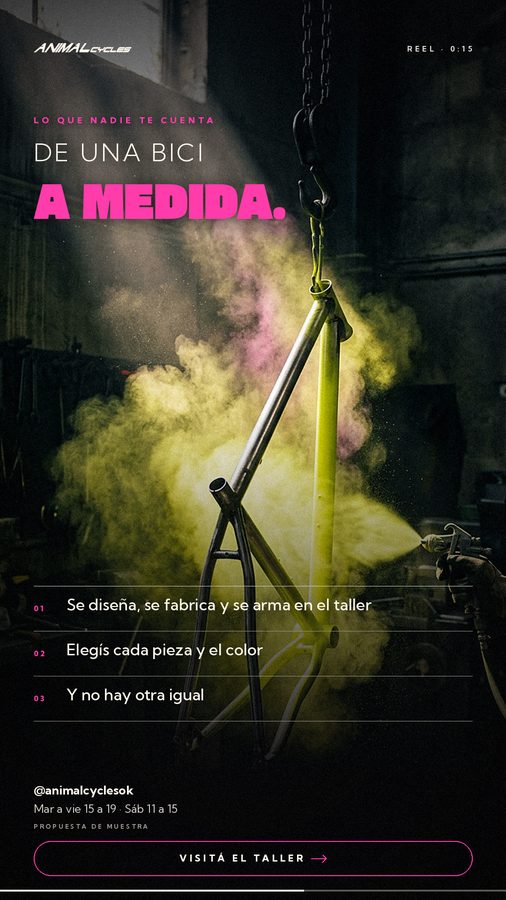 ANIMAL CYCLES
REEL · 0:15
LO QUE NADIE TE CUENTA
DE UNA BICI
A MEDIDA.
01 Se diseña, se fabrica y se arma en el taller
02 Elegís cada pieza y el color
03 Y no hay otra igual
@animalcyclesok
Mar a vie 15 a 19 · Sáb 11 a 15
PROPUESTA DE MUESTRA
VISITÁ EL TALLER →